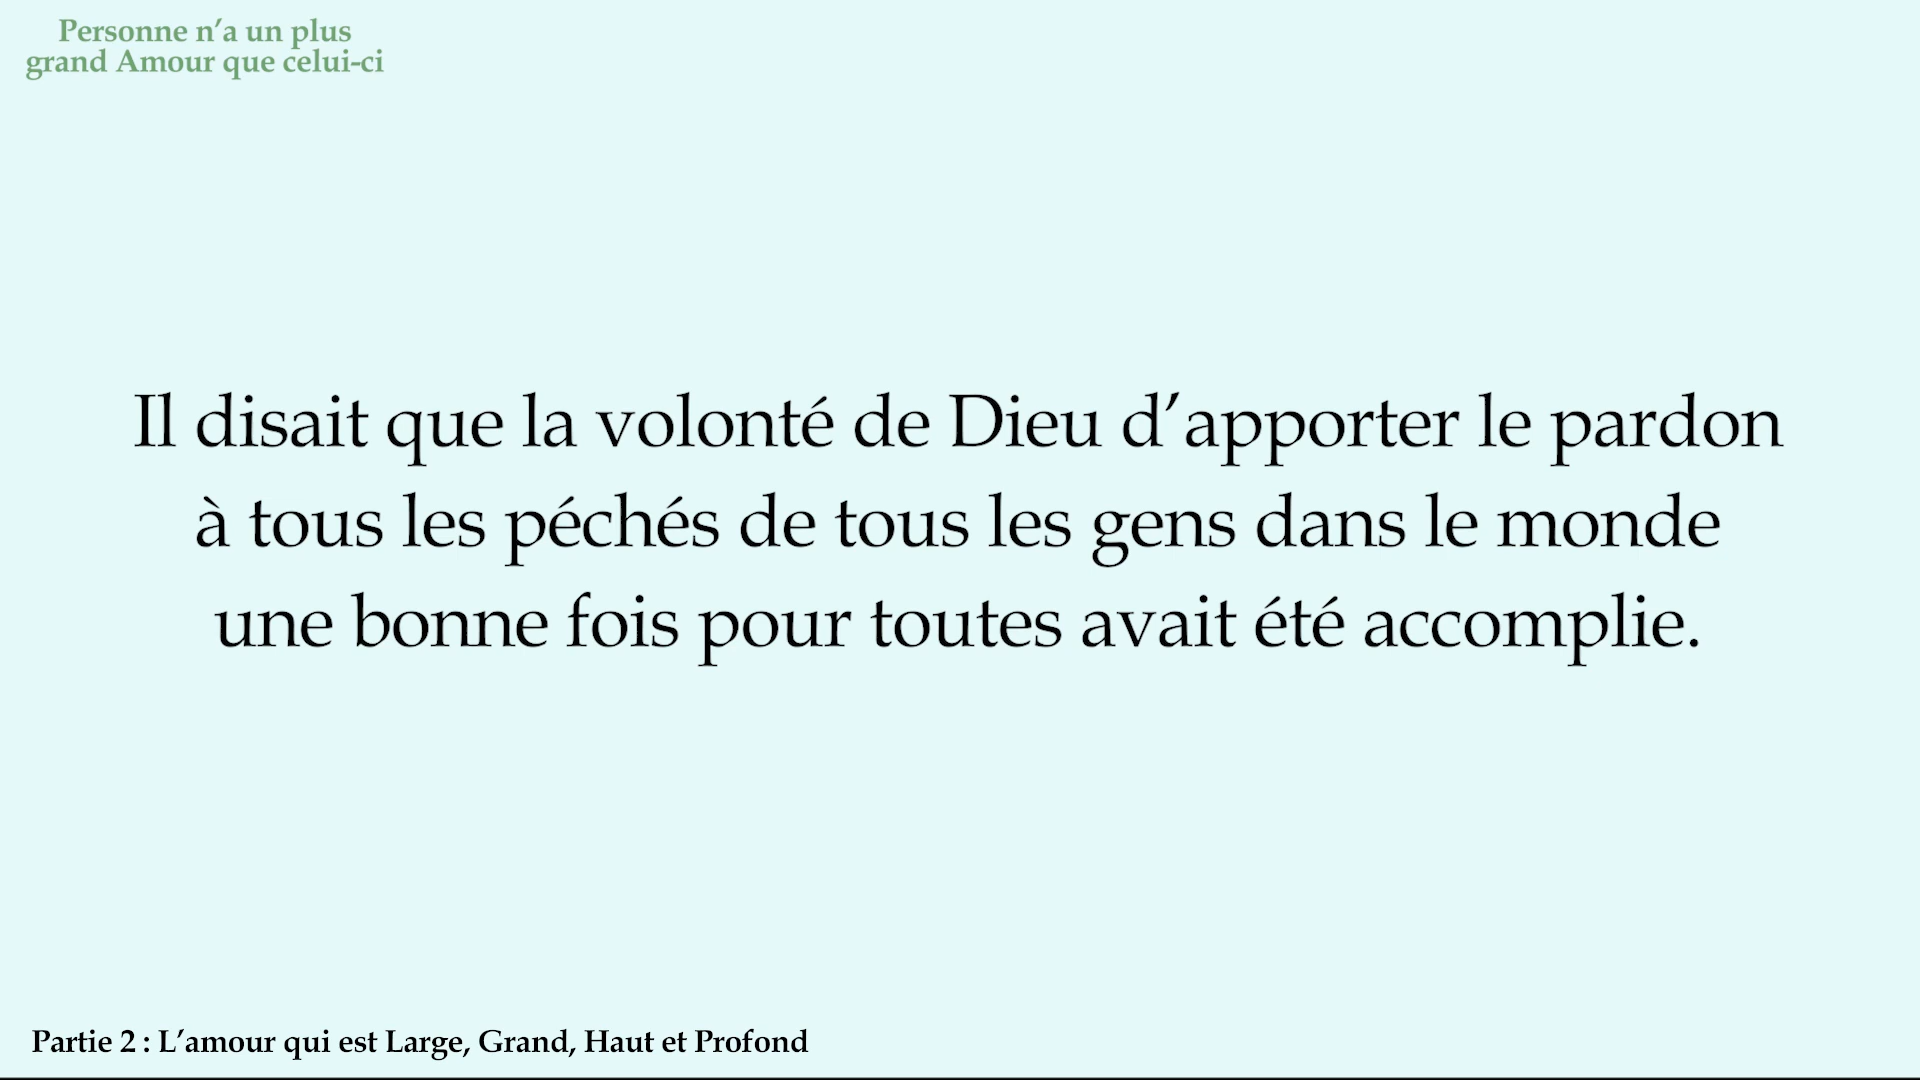 Personne n’a un plus
grand Amour que celui-ci
Il disait que la volonté de Dieu d’apporter le pardon
à tous les péchés de tous les gens dans le monde
une bonne fois pour toutes avait été accomplie.
Partie 2 : L’amour qui est Large, Grand, Haut et Profond